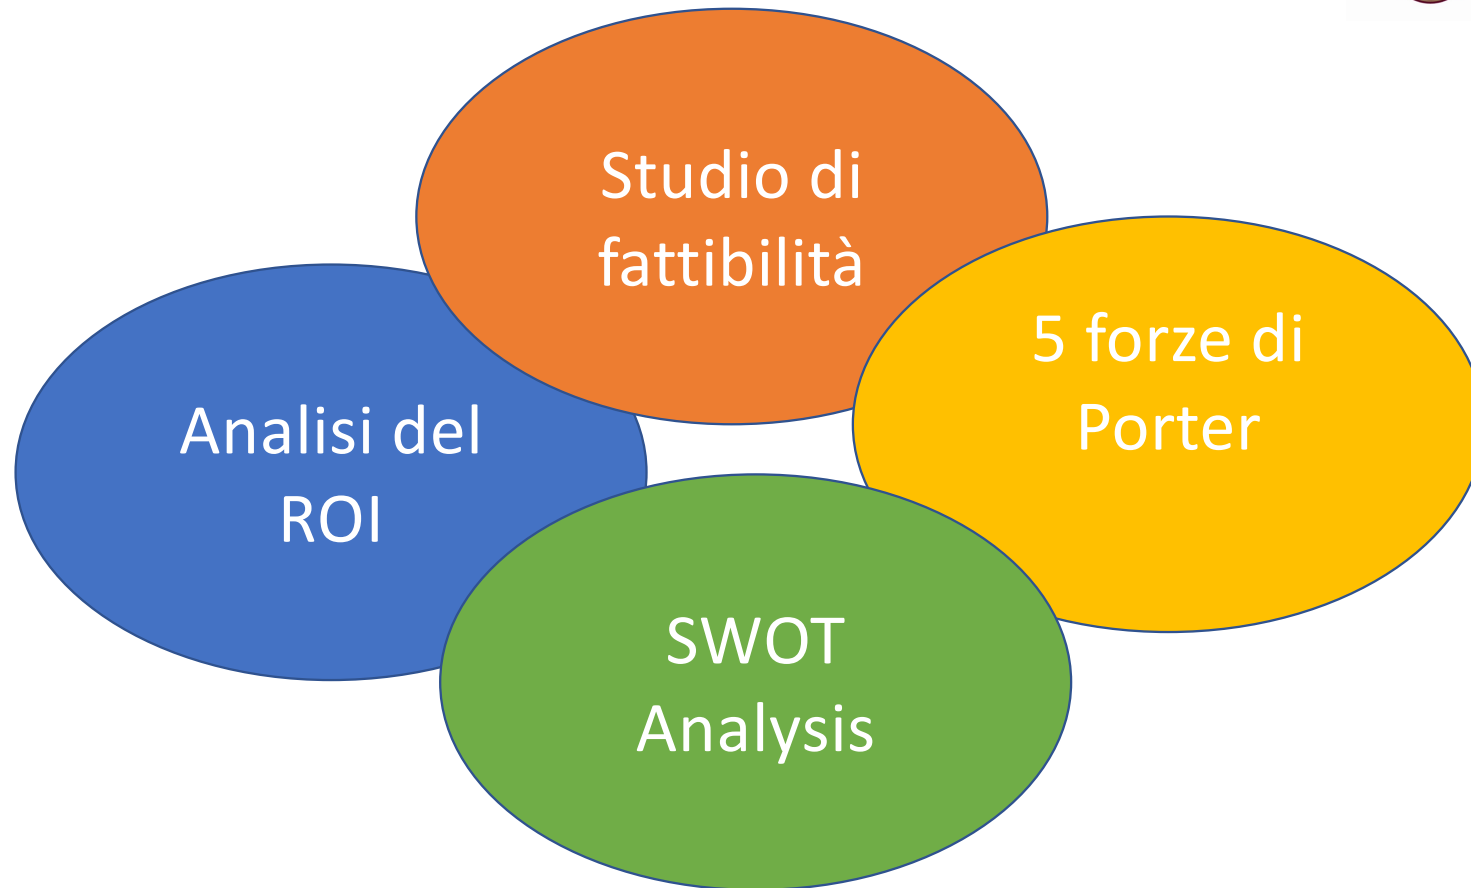 Studio di
fattibilità
5 forze di
Porter
Analisi del
ROI
SWOT
Analysis